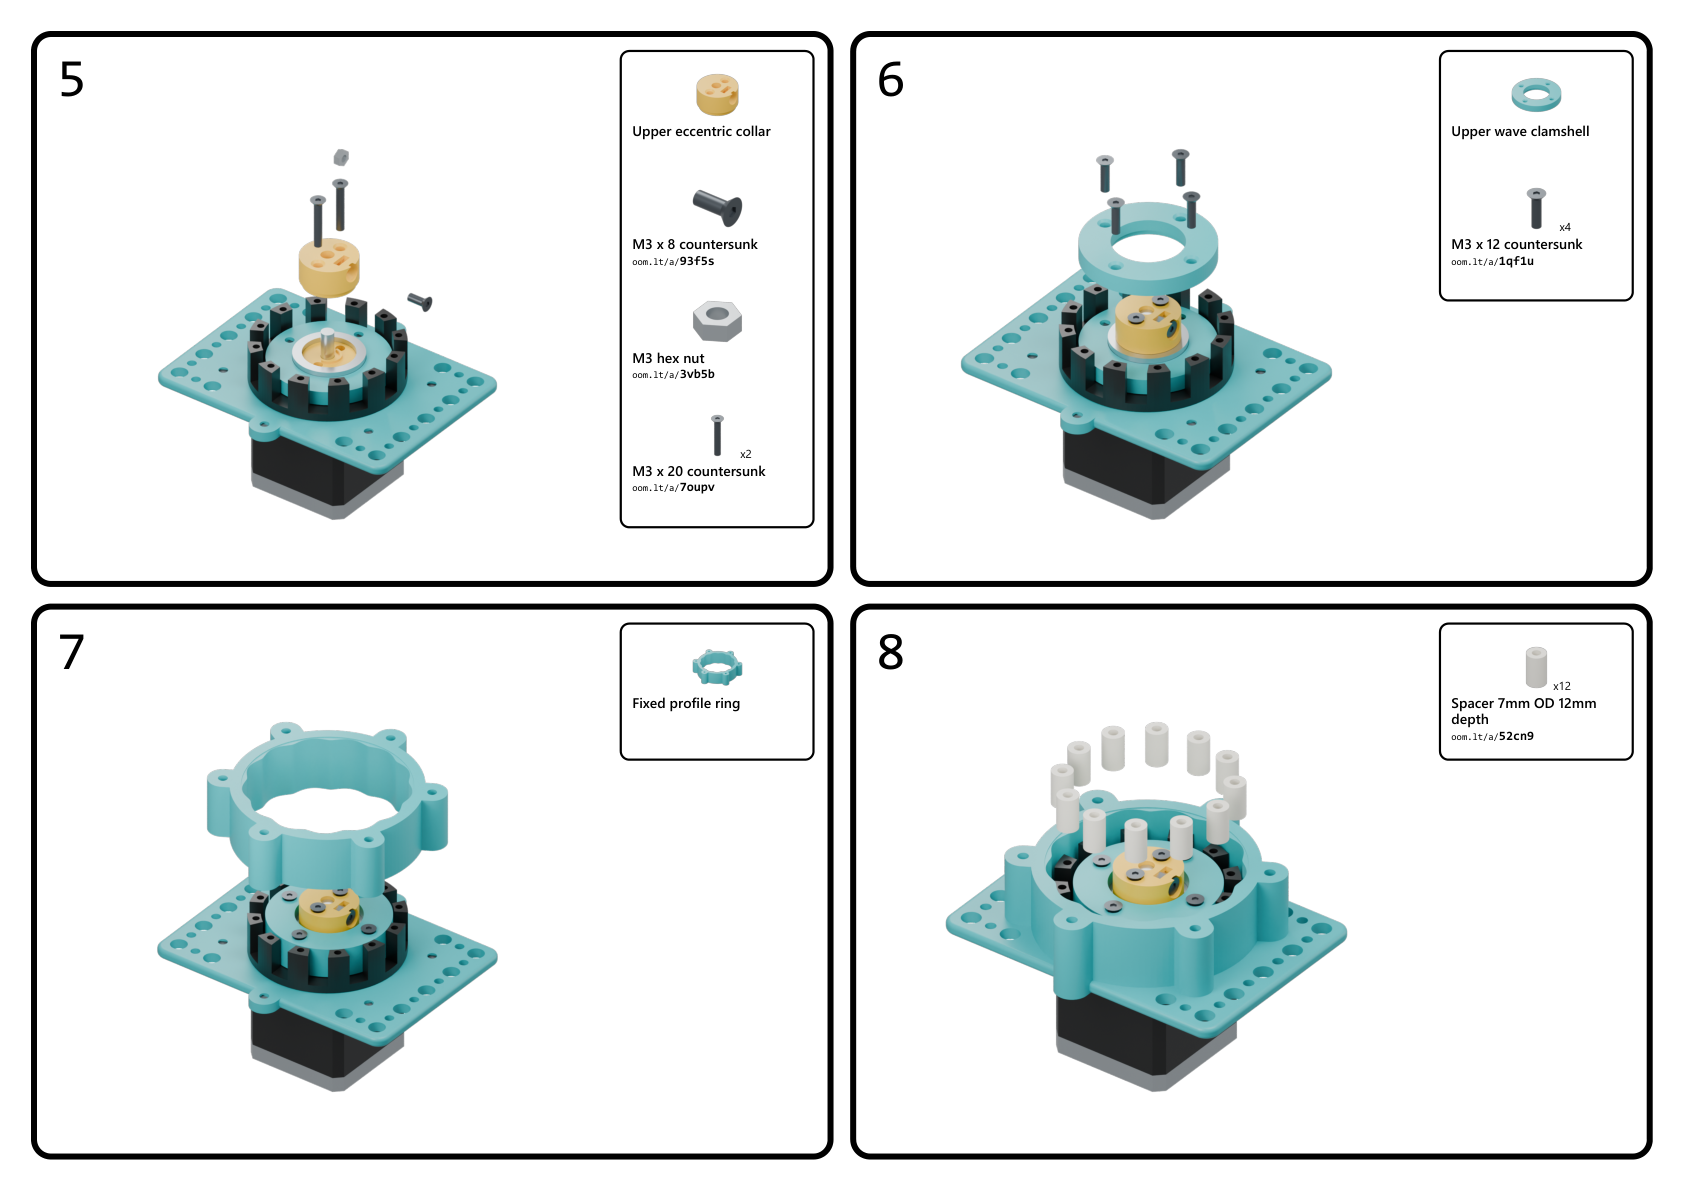 5
Upper eccentric collar
M3 x 8 countersunk
oom.lt/a/93f5s
M3 hex nut
oom.lt/a/3vb5b
x2
M3 x 20 countersunk
oom.lt/a/7oupv
6
Upper wave clamshell
x4
M3 x 12 countersunk
oom.lt/a/1qf1u
7
Fixed profile ring
8
x12
Spacer 7mm OD 12mm
depth
oom.lt/a/52cn9